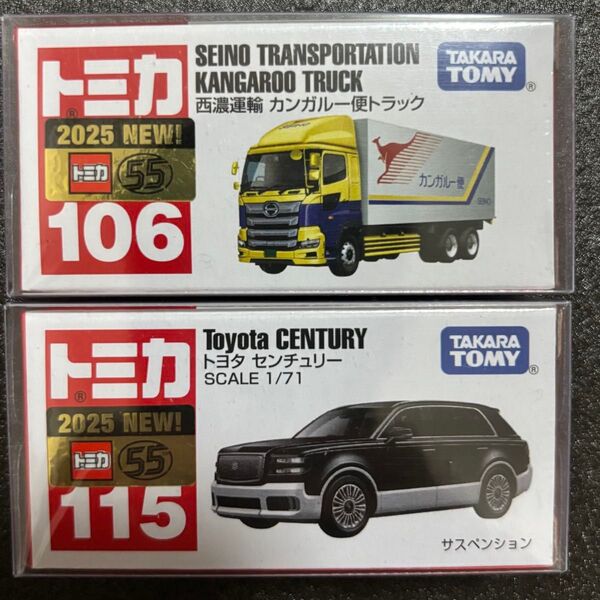 トミカ
®
2025 NEW!
トミカ 55
106
SEINO TRANSPORTATION
KANGAROO TRUCK
西濃運輸 カンガルー便トラック
TAKARA
TOMY
®
SEINO
カンガルー便
SEINO
トミカ
®
2025 NEW!
トミカ 55
115
Toyota CENTURY
トヨタ センチュリー
SCALE 1/71
TAKARA
TOMY
®
サスペンション